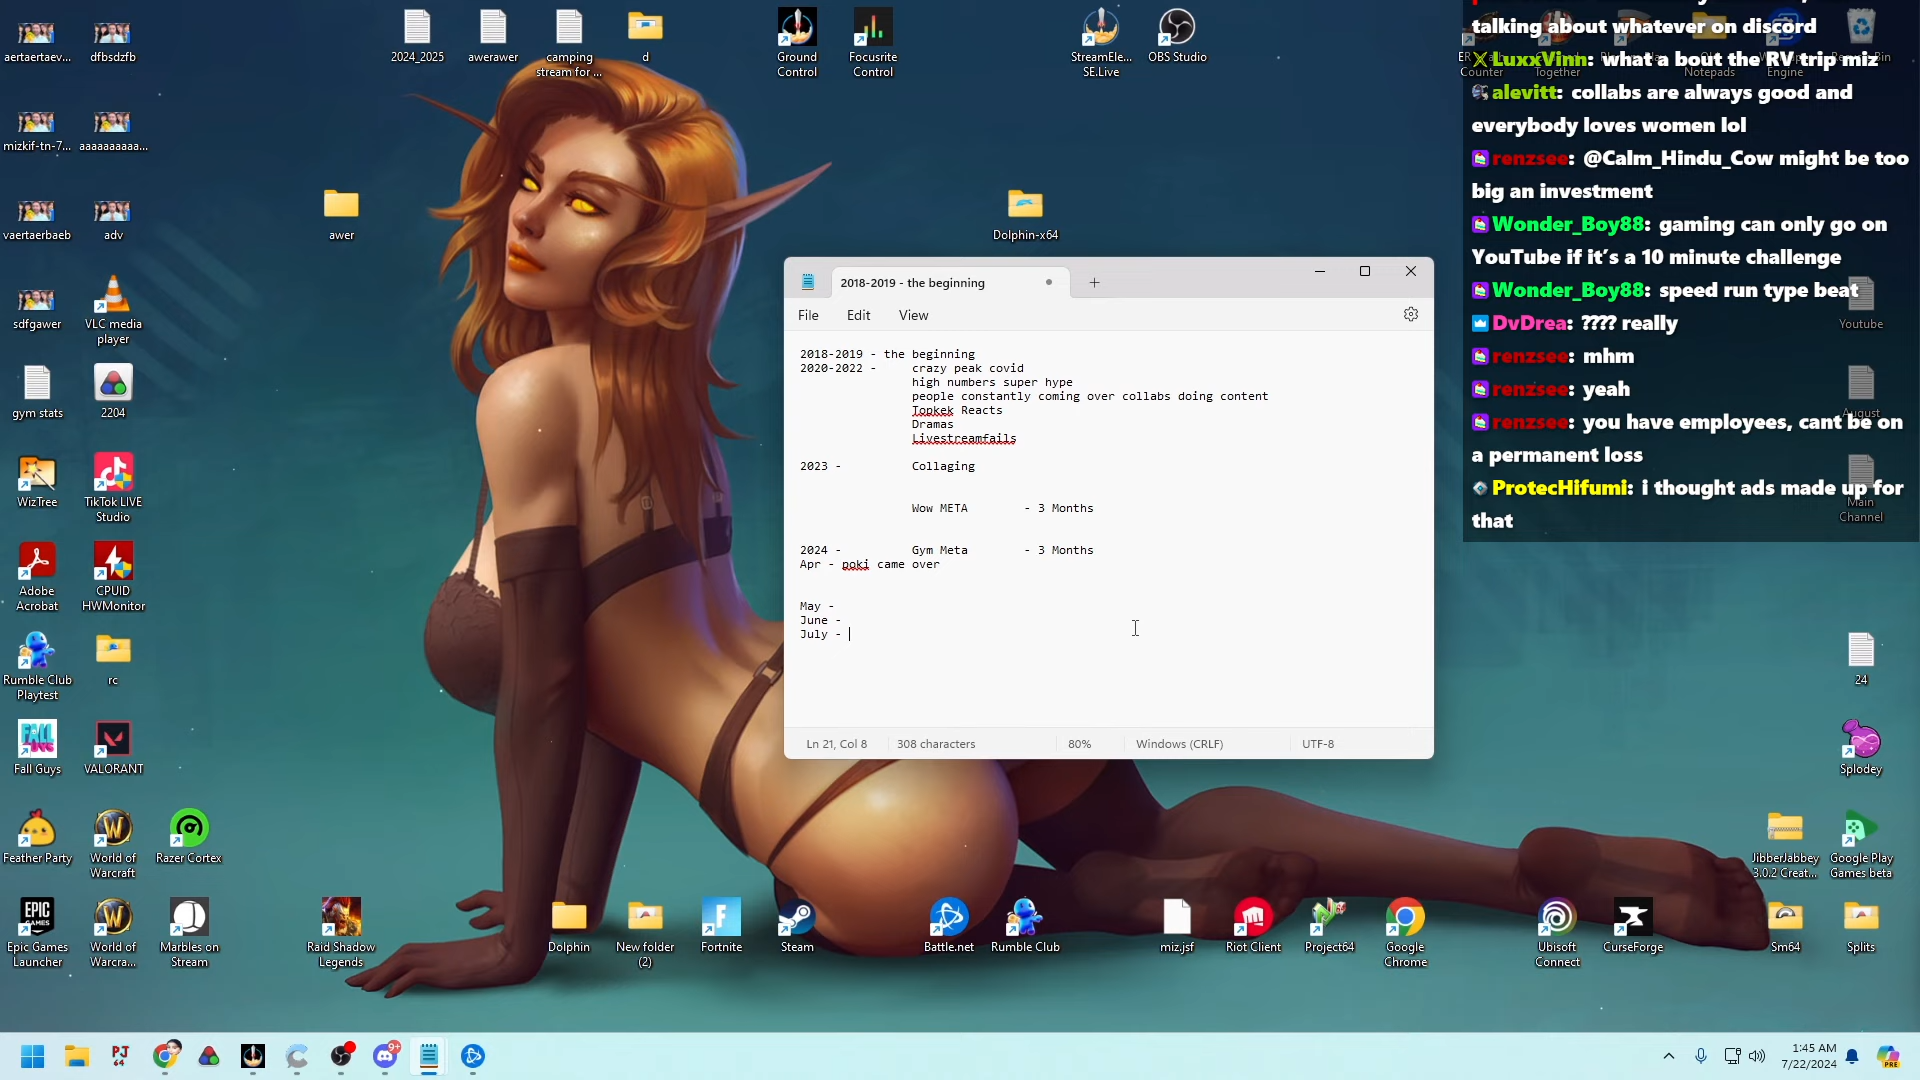 aertaertaev...
dfbsdzfb
2024_2025
awerawer
camping
stream for ...
d
Ground
Control
Focusrite
Control
StreamEle...
SE.Live
OBS Studio
mizkif-tn-7...
aaaaaaaaaa...
vaertaerbaeb
adv
awer
Dolphin-x64
sdfgawer
VLC media
player
gym stats
2204
WizTree
TikTok LIVE
Studio
Adobe
Acrobat
CPUID
HWMonitor
Rumble Club
Playtest
rc
Fall Guys
VALORANT
Feather Party
World of
Warcraft
Razer Cortex
Epic Games
Launcher
World of
Warcra...
Marbles on
Stream
Raid Shadow
Legends
Dolphin
New folder
(2)
Fortnite
Steam
Battle.net
Rumble Club
miz.jsf
Riot Client
Project64
Google
Chrome
Ubisoft
Connect
CurseForge
Sm64
Splits
JibberJabbey
3.0.2 Creat...
Google Play
Games beta
Splodey
24
Youtube
August
Main
Channel
2018-2019 - the beginning
File
Edit
View
2018-2019 - the beginning
2020-2022 - crazy peak covid
high numbers super hype
people constantly coming over collabs doing content
Topkek Reacts
Dramas
Livestreamfails
2023 - Collaging
Wow META - 3 Months
2024 - Gym Meta - 3 Months
Apr - poki came over
May -
June -
July -
Ln 21, Col 8
308 characters
80%
Windows (CRLF)
UTF-8
talking about whatever on discord
LuxxVinn: what a bout the RV trip miz
alevitt: collabs are always good and
everybody loves women lol
renzsee: @Calm_Hindu_Cow might be too
big an investment
Wonder_Boy88: gaming can only go on
YouTube if it's a 10 minute challenge
Wonder_Boy88: speed run type beat
DvDrea: ???? really
renzsee: mhm
renzsee: yeah
renzsee: you have employees, cant be on
a permanent loss
ProtecHifumi: i thought ads made up for
that
1:45 AM
7/22/2024